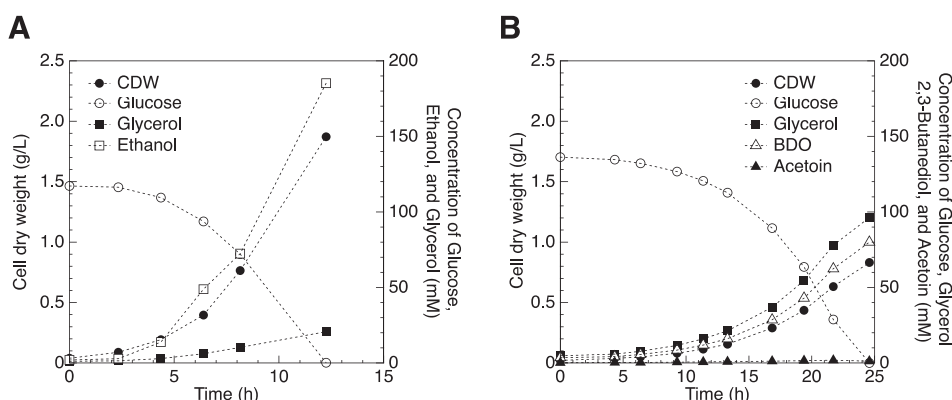 A
2.5
2.0
1.5
1.0
0.5
0
0
5
10
15
200
150
100
50
0
CDW
Glucose
Glycerol
Ethanol
Cell dry weight (g/L)
Time (h)
Concentration of Glucose,
Ethanol, and Glycerol (mM)
B
2.5
2.0
1.5
1.0
0.5
0
0
5
10
15
20
25
200
150
100
50
0
CDW
Glucose
Glycerol
BDO
Acetoin
Cell dry weight (g/L)
Time (h)
Concentration of Glucose, Glycerol
2,3-Butanediol, and Acetoin (mM)